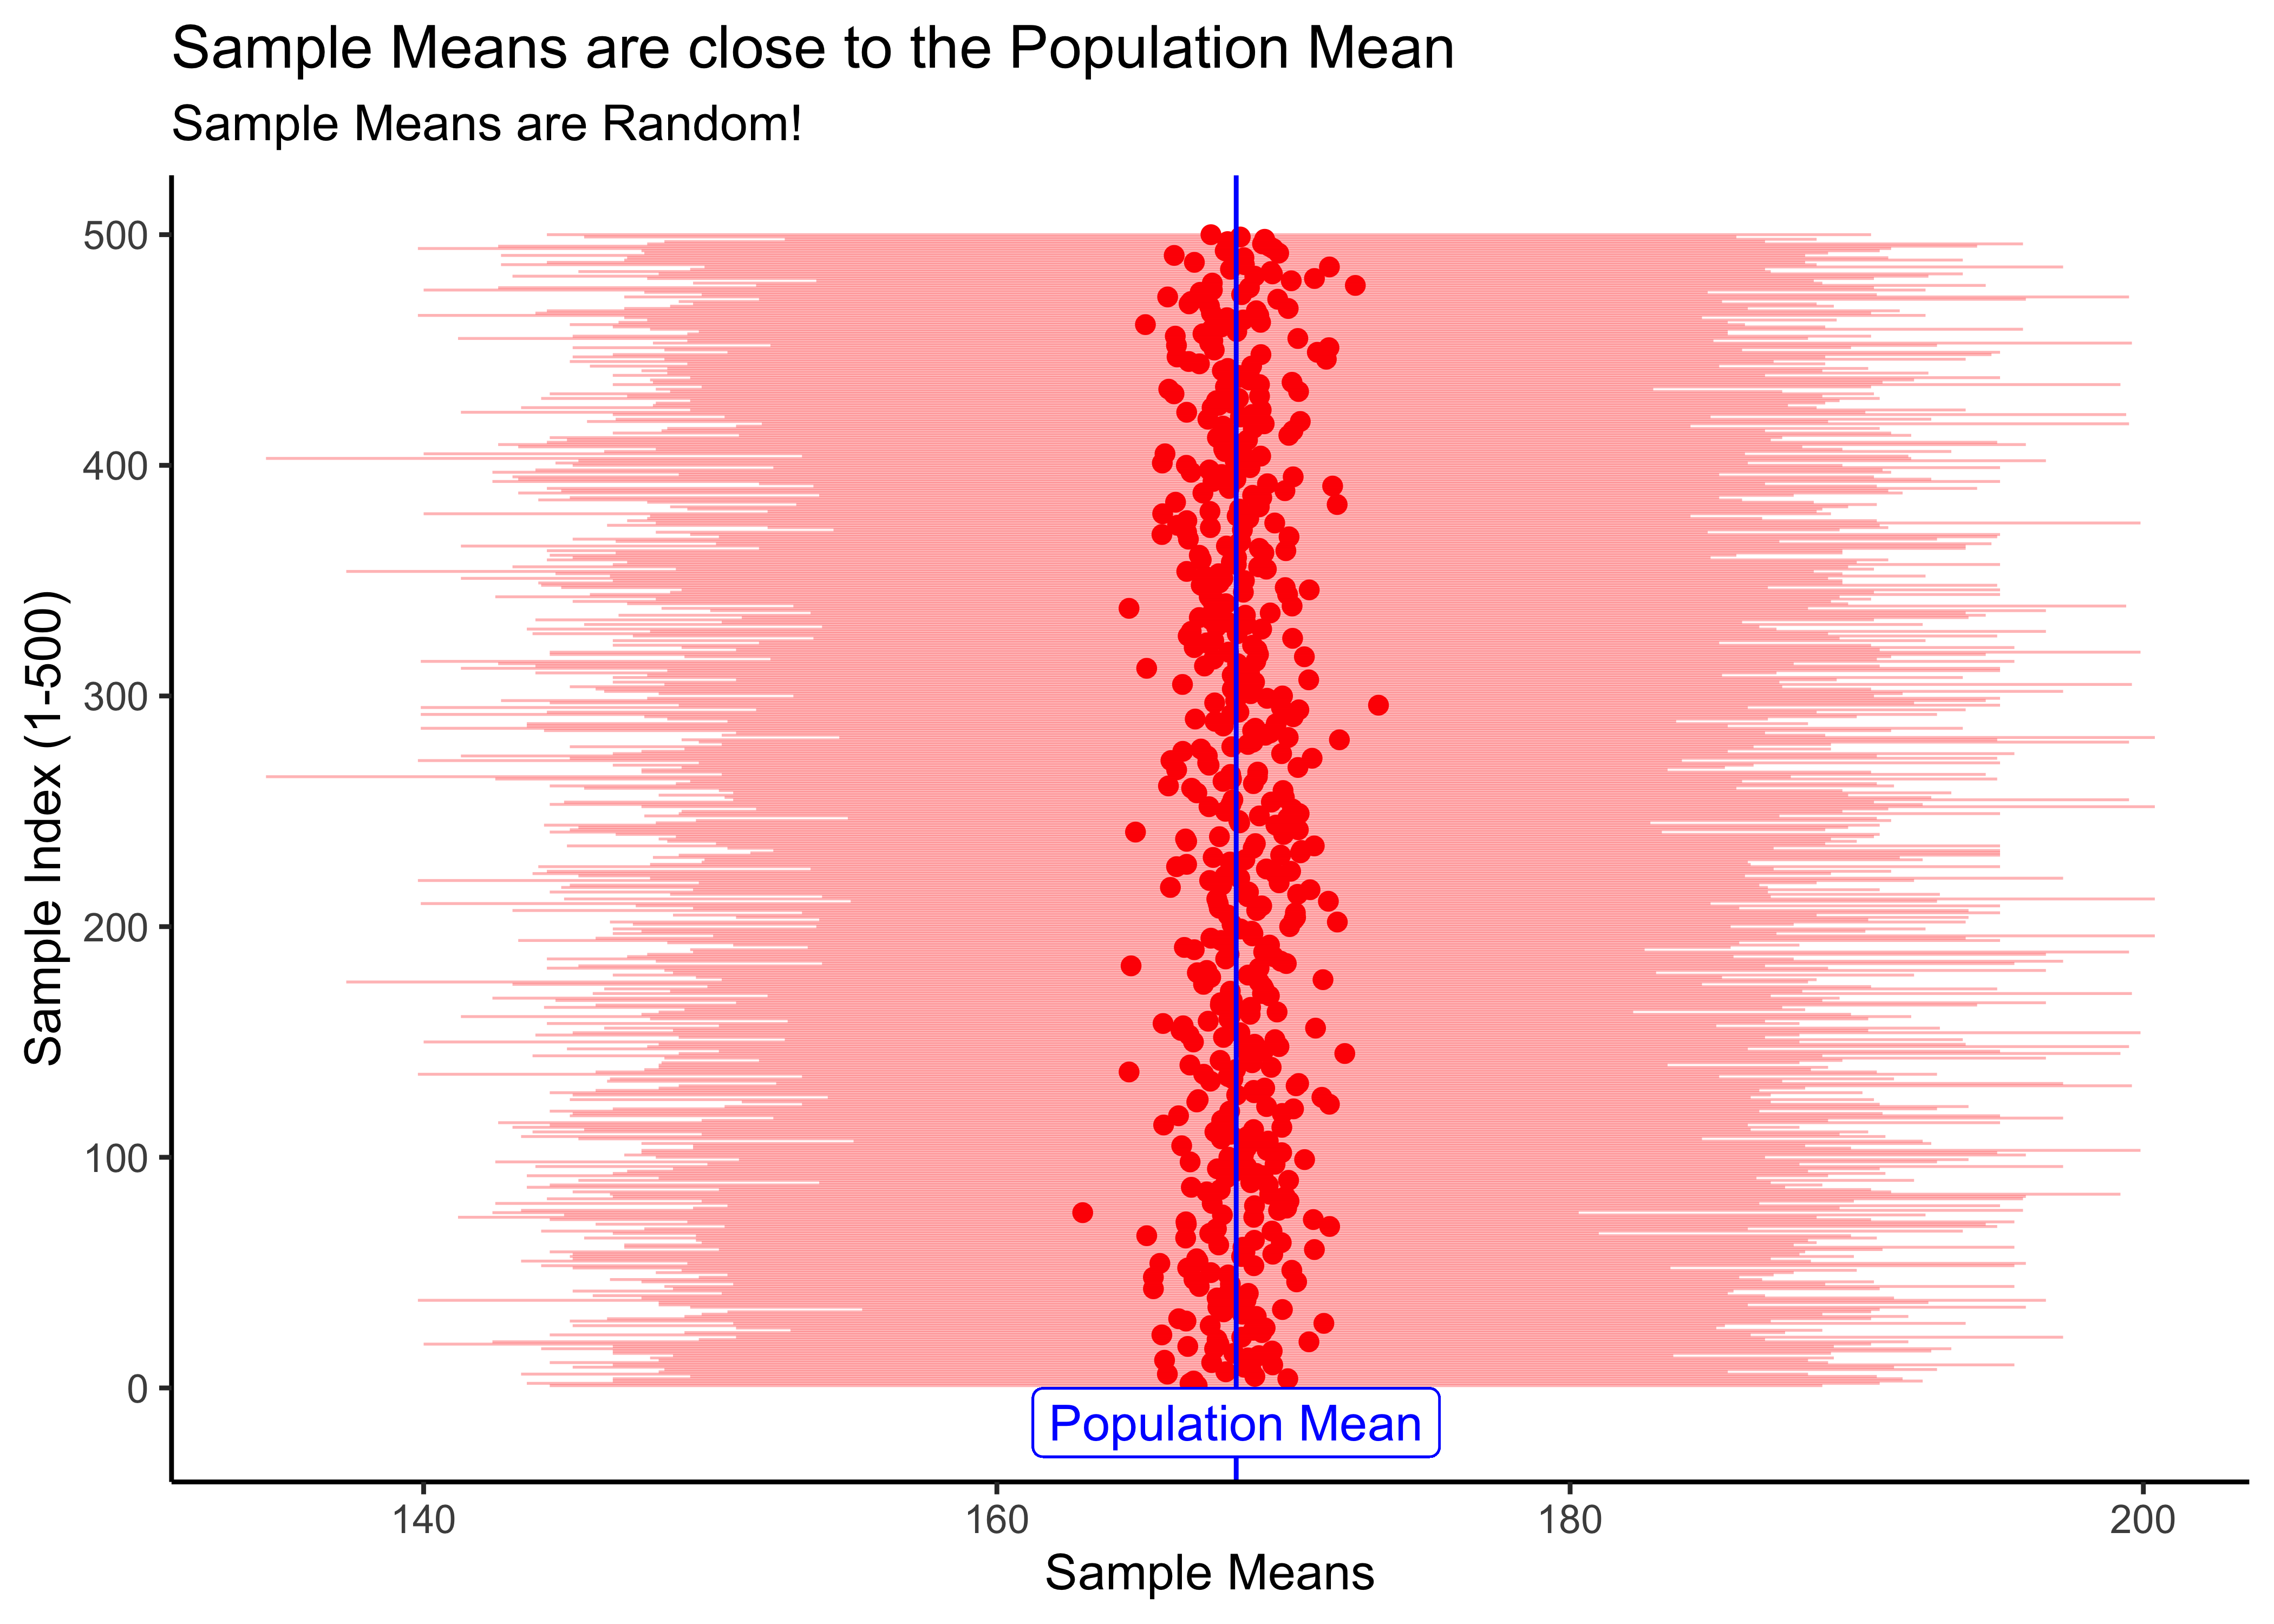 Sample Means are close to the Population Mean
Sample Means are Random!
Sample Index (1-500)
500
400
300
200
100
0
Population Mean
140 160 180 200
Sample Means